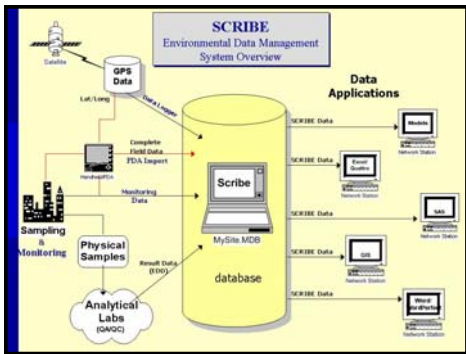 SCRIBE
Environmental Data Management
System Overview
Satellite
GPS
Data
Data Logger
Lat/Long
Data
Applications
SCRIBE Data
Models
Network Station
Complete
Field Data
PDA Import
Handheld/PDA
SCRIBE Data
Excel
Quattro
Network Station
Scribe
Monitoring
Data
Sampling
&
Monitoring
MySite.MDB
SCRIBE Data
SAS
Network Station
Physical
Samples
Result Data
(EDD)
database
SCRIBE Data
GIS
Network Station
Analytical
Labs
(QA/QC)
SCRIBE Data
Word
WordPerfect
Network Station